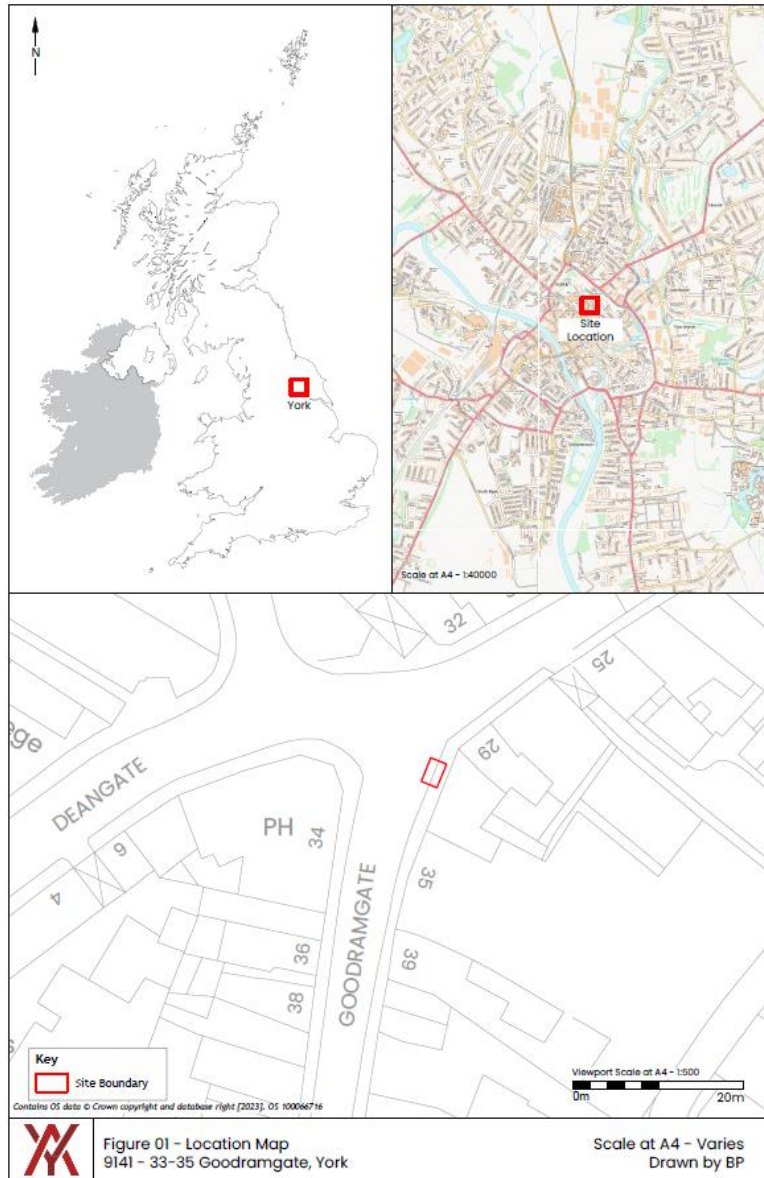 N
York
Site
Location
Scale at A4 - 1:40000
32
25
29
ege
DEANGATE
PH
34
6
4
35
GOODRAMGATE
36
39
38
Key
Site Boundary
Viewport Scale at A4 - 1:500
0m
20m
Contains OS data © Crown copyright and database right [2023]. OS 100066716
Figure 01 - Location Map
9141 - 33-35 Goodramgate, York
Scale at A4 - Varies
Drawn by BP